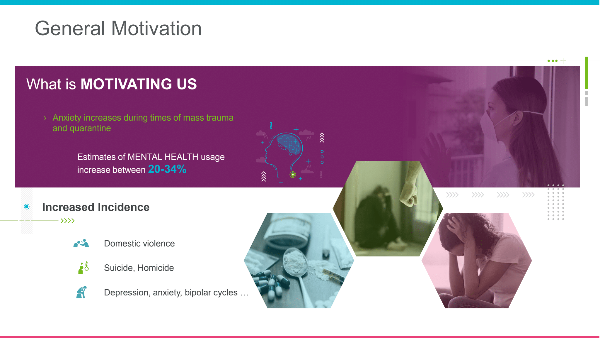 General Motivation
What is MOTIVATING US
› Anxiety increases during times of mass trauma
and quarantine
Estimates of MENTAL HEALTH usage
increase between 20-34%
Increased Incidence
Domestic violence
Suicide, Homicide
Depression, anxiety, bipolar cycles …